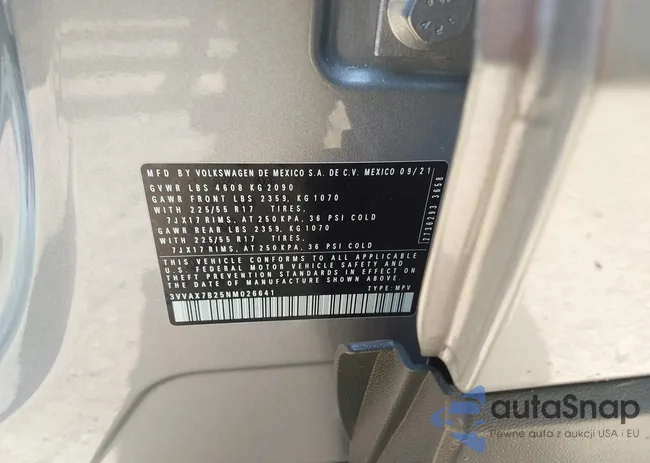 MFD BY VOLKSWAGEN DE MEXICO S.A. DE C.V. MEXICO 09/21
GVWR LBS 4608 KG 2090
GAWR FRONT LBS 2359, KG 1070
WITH 225/55 R17 TIRES,
7JX17 RIMS, AT 250 KPA, 36 PSI COLD
GAWR REAR LBS 2359, KG 1070
WITH 225/55 R17 TIRES,
7JX17 RIMS, AT 250 KPA, 36 PSI COLD
THIS VEHICLE CONFORMS TO ALL APPLICABLE
U.S. FEDERAL MOTOR VEHICLE SAFETY AND
THEFT PREVENTION STANDARDS IN EFFECT ON
THE DATE OF MANUFACTURE SHOWN ABOVE.
3VVAX7B25NM026641 TYPE: MPV
2736293 3658
autaSnap
Pewne auta z aukcji USA i EU